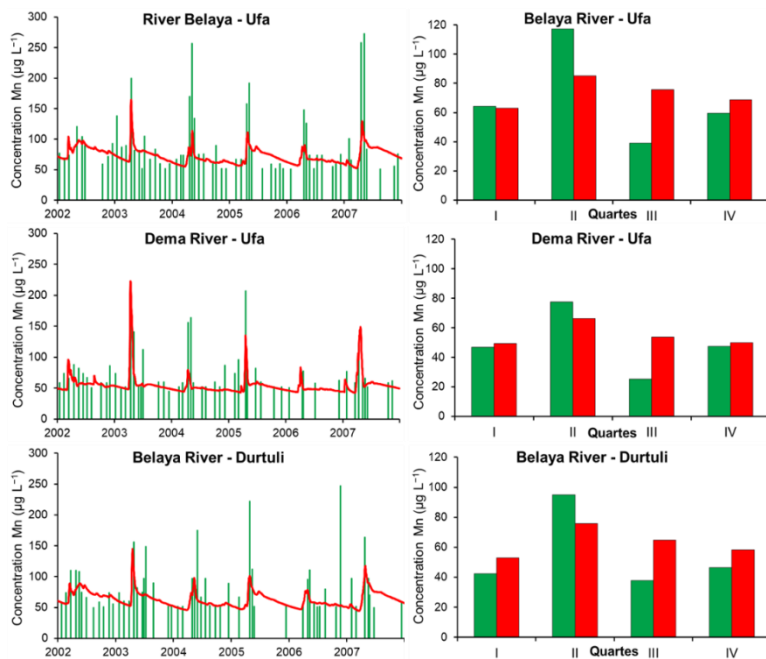 River Belaya - Ufa
Concentration Mn (µg L⁻¹)
300
250
200
150
100
50
0
2002 2003 2004 2005 2006 2007
Belaya River - Ufa
Concentration Mn (µg L⁻¹)
120
100
80
60
40
20
0
I II III IV
Quartes
Dema River - Ufa
Concentration Mn (µg L⁻¹)
300
250
200
150
100
50
0
2002 2003 2004 2005 2006 2007
Dema River - Ufa
Concentration Mn (µg L⁻¹)
120
100
80
60
40
20
0
I II III IV
Quartes
Belaya River - Durtuli
Concentration Mn (µg L⁻¹)
300
250
200
150
100
50
0
2002 2003 2004 2005 2006 2007
Belaya River - Durtuli
Concentration Mn (µg L⁻¹)
120
100
80
60
40
20
0
I II III IV
Quartes